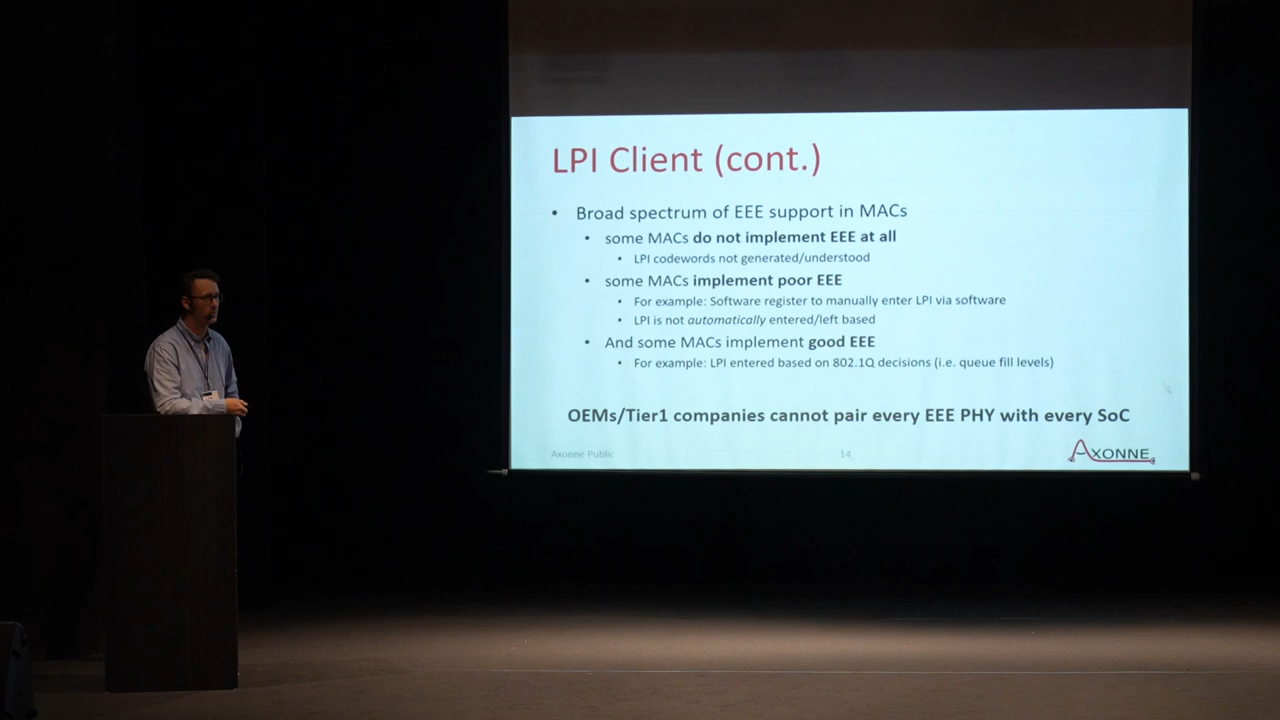 LPI Client (cont.)
• Broad spectrum of EEE support in MACs
• some MACs do not implement EEE at all
• LPI codewords not generated/understood
• some MACs implement poor EEE
• For example: Software register to manually enter LPI via software
• LPI is not automatically entered/left based
• And some MACs implement good EEE
• For example: LPI entered based on 802.1Q decisions (i.e. queue fill levels)
OEMs/Tier1 companies cannot pair every EEE PHY with every SoC
Axonne Public
14
AXONNE